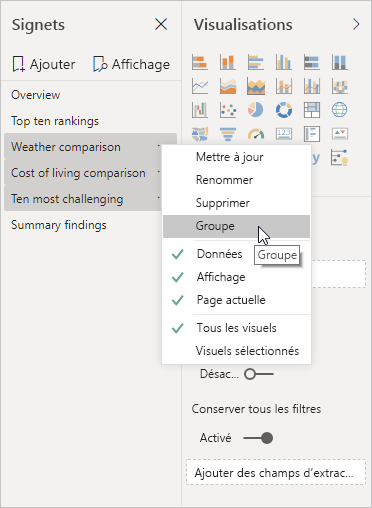 Signets
Visualisations
Ajouter
Affichage
Overview
Top ten rankings
Weather comparison
Cost of living comparison
Ten most challenging
Summary findings
Mettre à jour
Renommer
Supprimer
Groupe
Données
Groupe
Affichage
Page actuelle
Tous les visuels
Visuels sélectionnés
123
Désac...
Conserver tous les filtres
Activé
Ajouter des champs d'extrac...